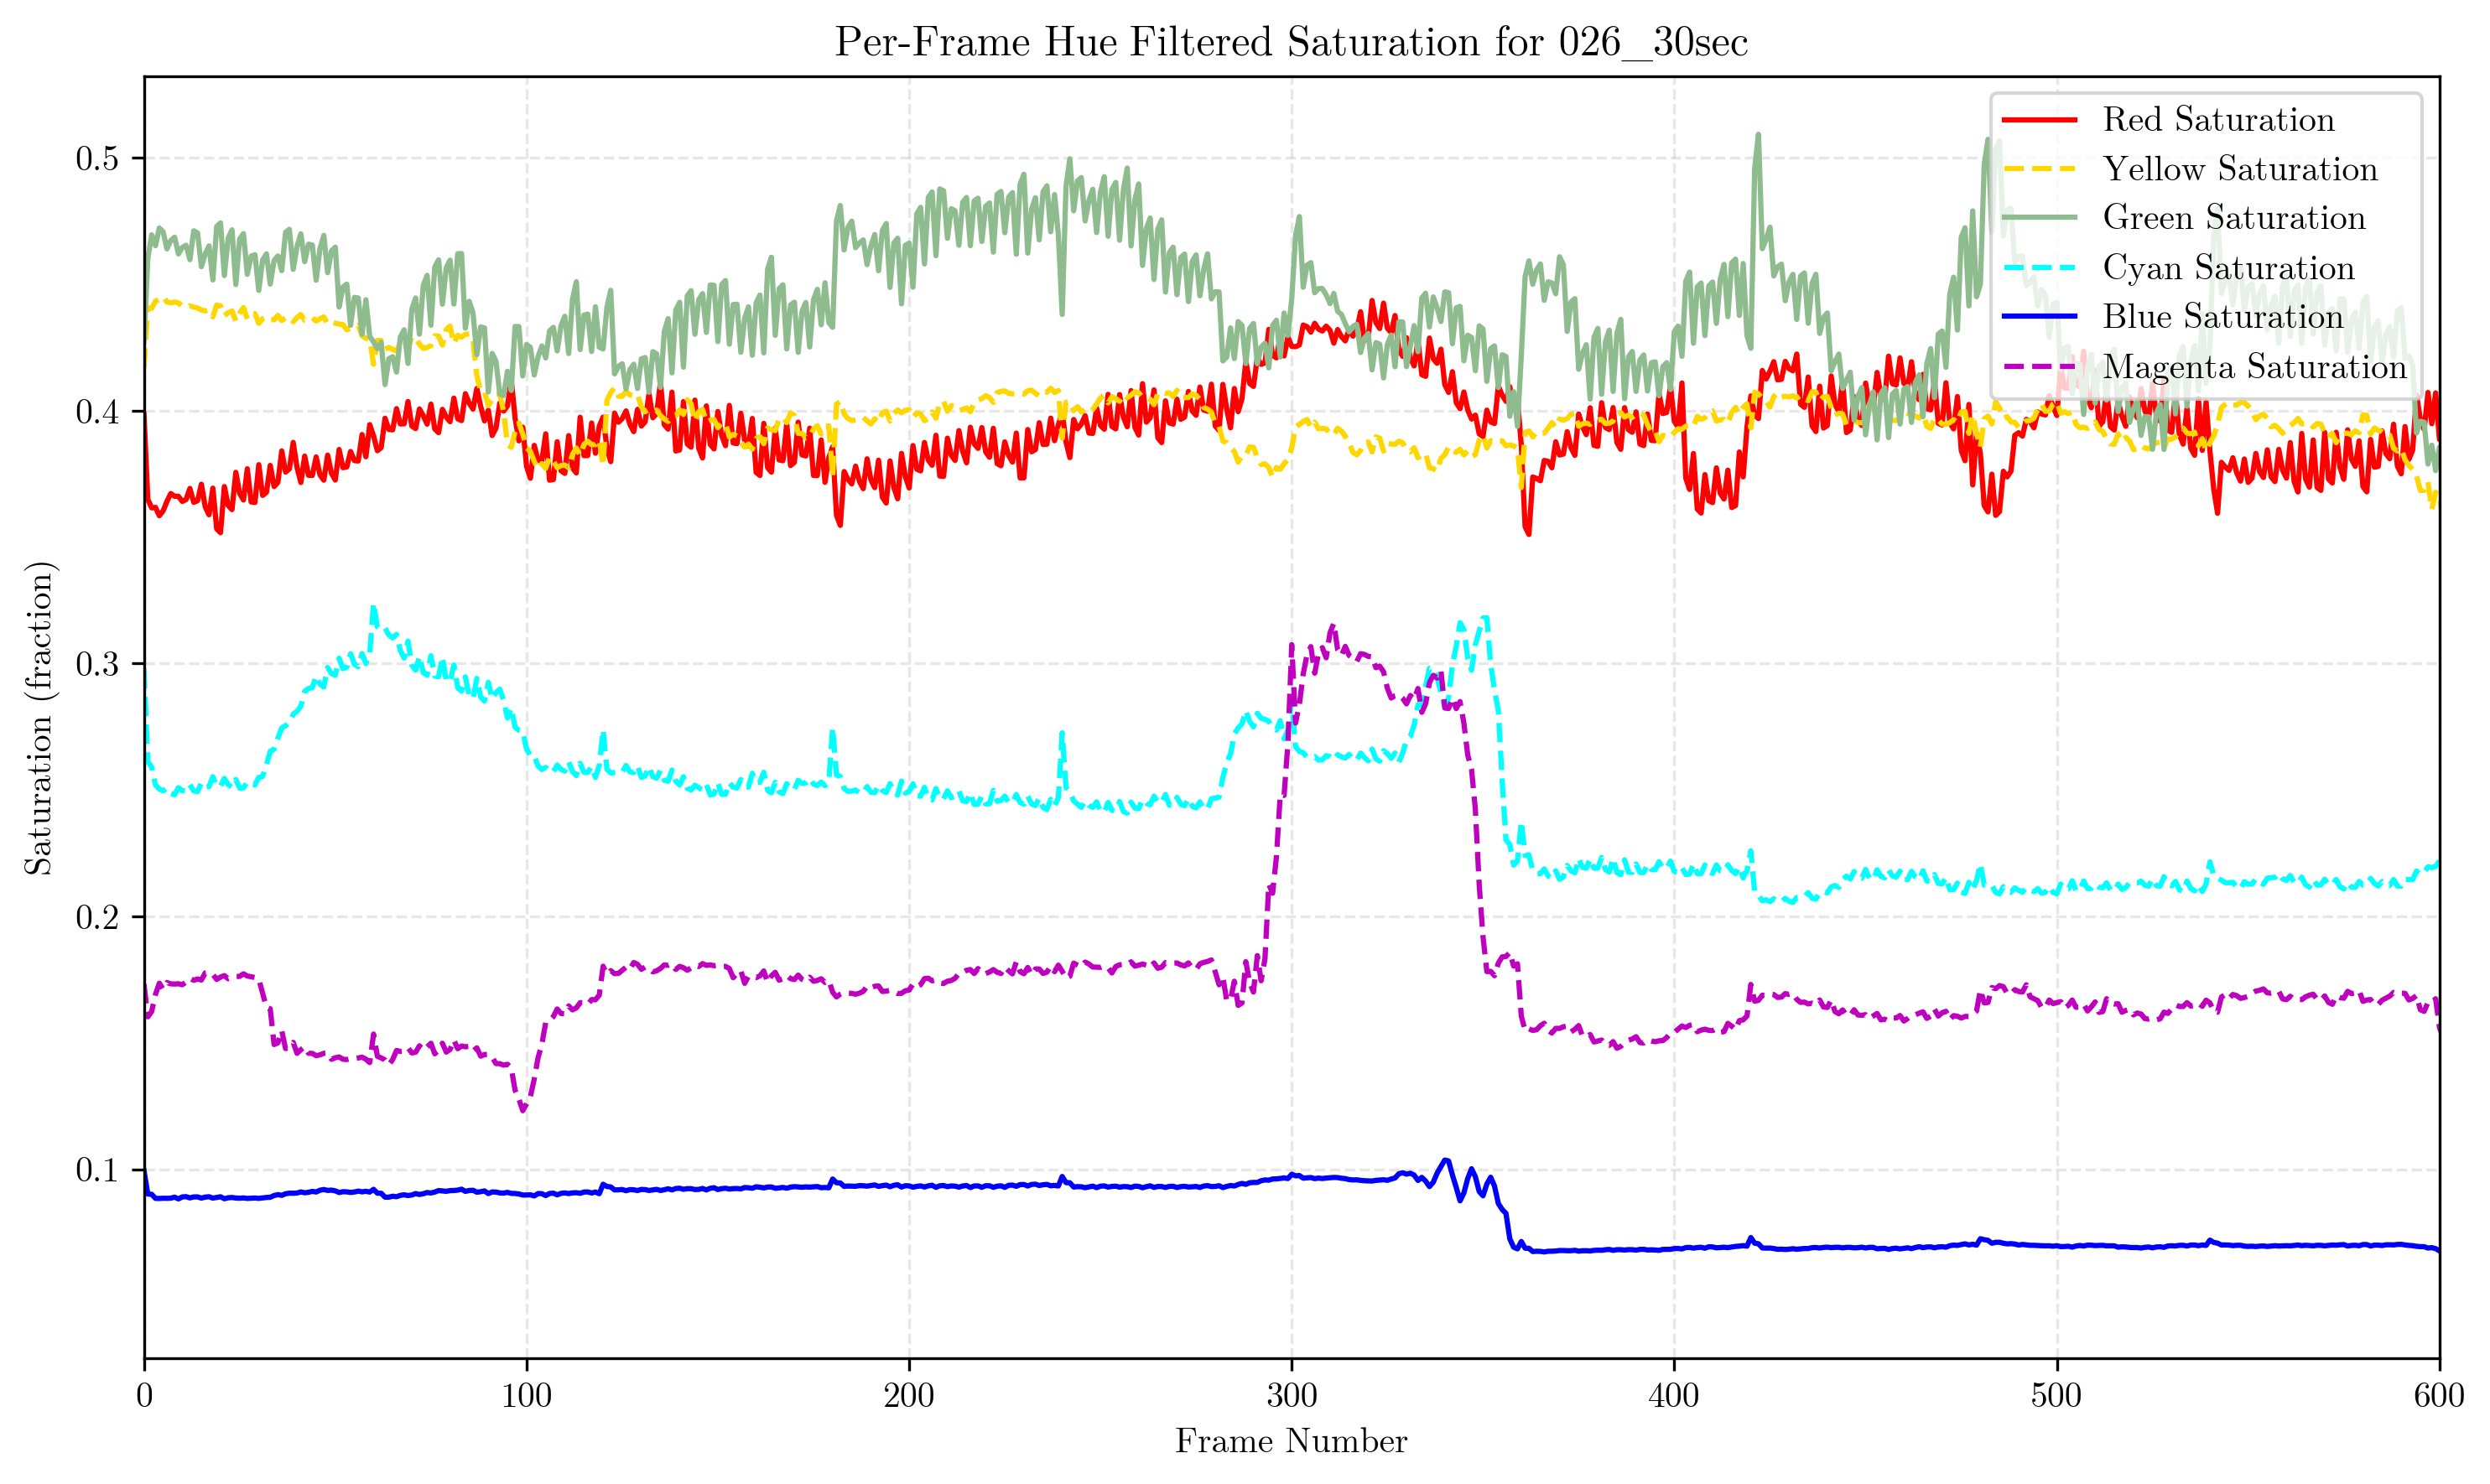 Per-Frame Hue Filtered Saturation for 026_30sec
Red Saturation
Yellow Saturation
Green Saturation
Cyan Saturation
Blue Saturation
Magenta Saturation
Saturation (fraction)
0.5
0.4
0.3
0.2
0.1
0 100 200 300 400 500 600
Frame Number